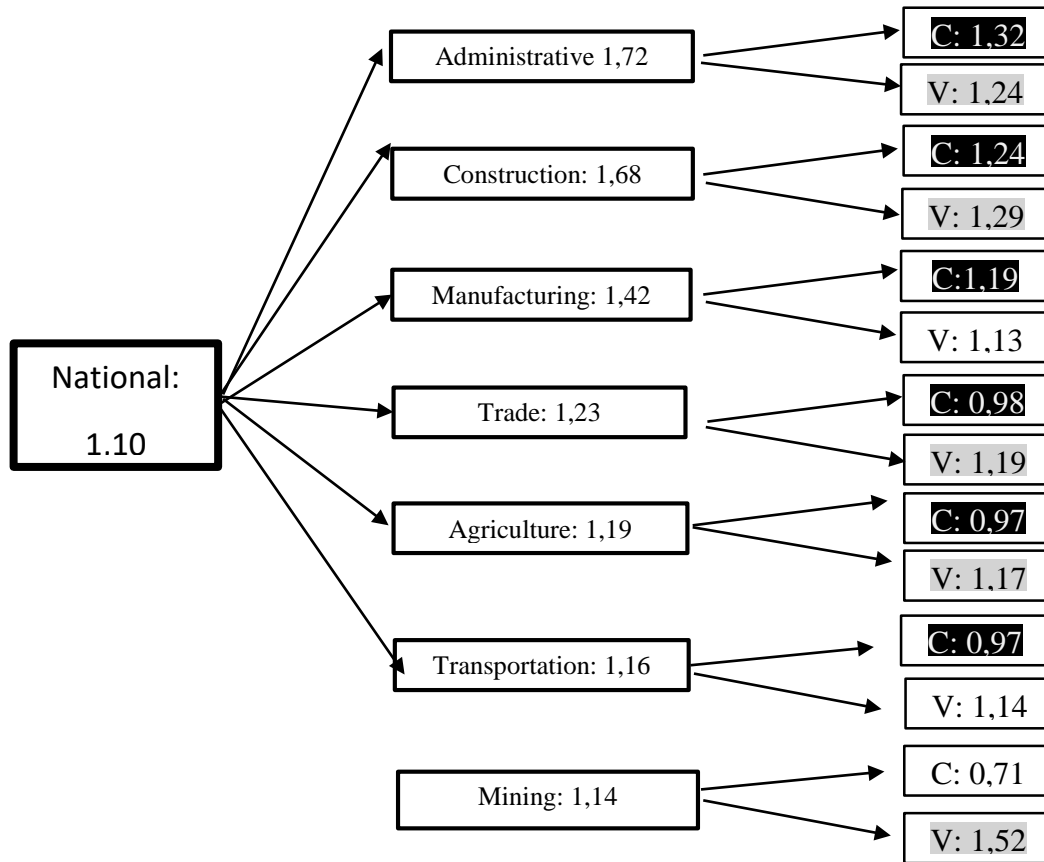 National:
1.10
Administrative 1,72
C: 1,32
V: 1,24
Construction: 1,68
C: 1,24
V: 1,29
Manufacturing: 1,42
C:1,19
V: 1,13
Trade: 1,23
C: 0,98
V: 1,19
Agriculture: 1,19
C: 0,97
V: 1,17
Transportation: 1,16
C: 0,97
V: 1,14
Mining: 1,14
C: 0,71
V: 1,52